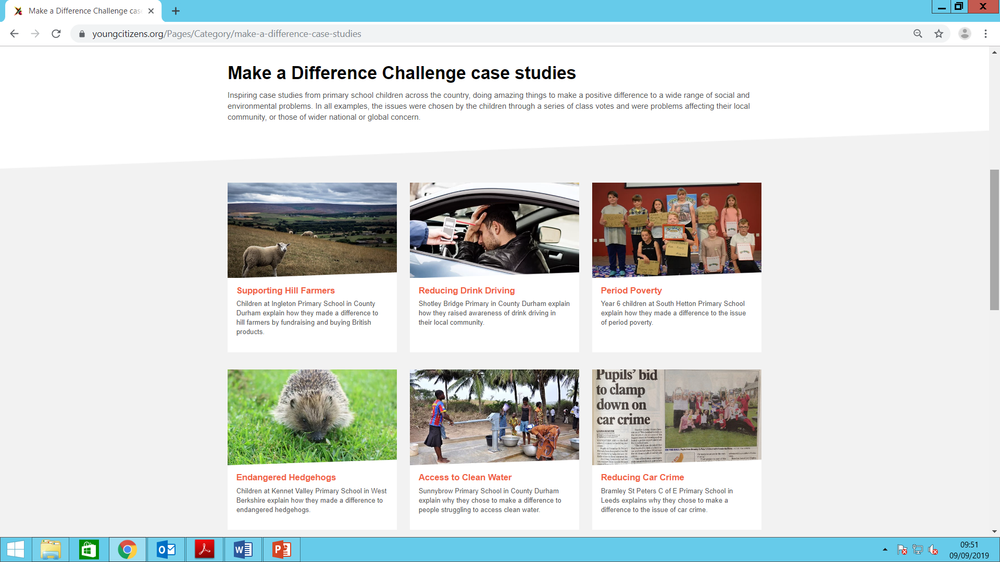 Make a Difference Challenge cas
youngcitizens.org/Pages/Category/make-a-difference-case-studies
Make a Difference Challenge case studies
Inspiring case studies from primary school children across the country, doing amazing things to make a positive difference to a wide range of social and
environmental problems. In all examples, the issues were chosen by the children through a series of class votes and were problems affecting their local
community, or those of wider national or global concern.
Supporting Hill Farmers
Children at Ingleton Primary School in County
Durham explain how they made a difference to
hill farmers by fundraising and buying British
products.
Reducing Drink Driving
Shotley Bridge Primary in County Durham explain
how they raised awareness of drink driving in
their local community.
Period Poverty
Year 6 children at South Hetton Primary School
explain how they made a difference to the issue
of period poverty.
Pupils' bid
to clamp
down on
car crime
LAURA BOWYER
Endangered Hedgehogs
Children at Kennet Valley Primary School in West
Berkshire explain how they made a difference to
endangered hedgehogs.
Access to Clean Water
Sunnybrow Primary School in County Durham
explain why they chose to make a difference to
people struggling to access clean water.
Reducing Car Crime
Bramley St Peters C of E Primary School in
Leeds explains why they chose to make a
difference to the issue of car crime.
09:51
09/09/2019